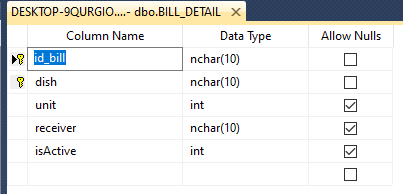 DESKTOP-9QURGIO....- dbo.BILL_DETAIL
Column Name Data Type Allow Nulls
id_bill nchar(10)
dish nchar(10)
unit int
receiver nchar(10)
isActive int